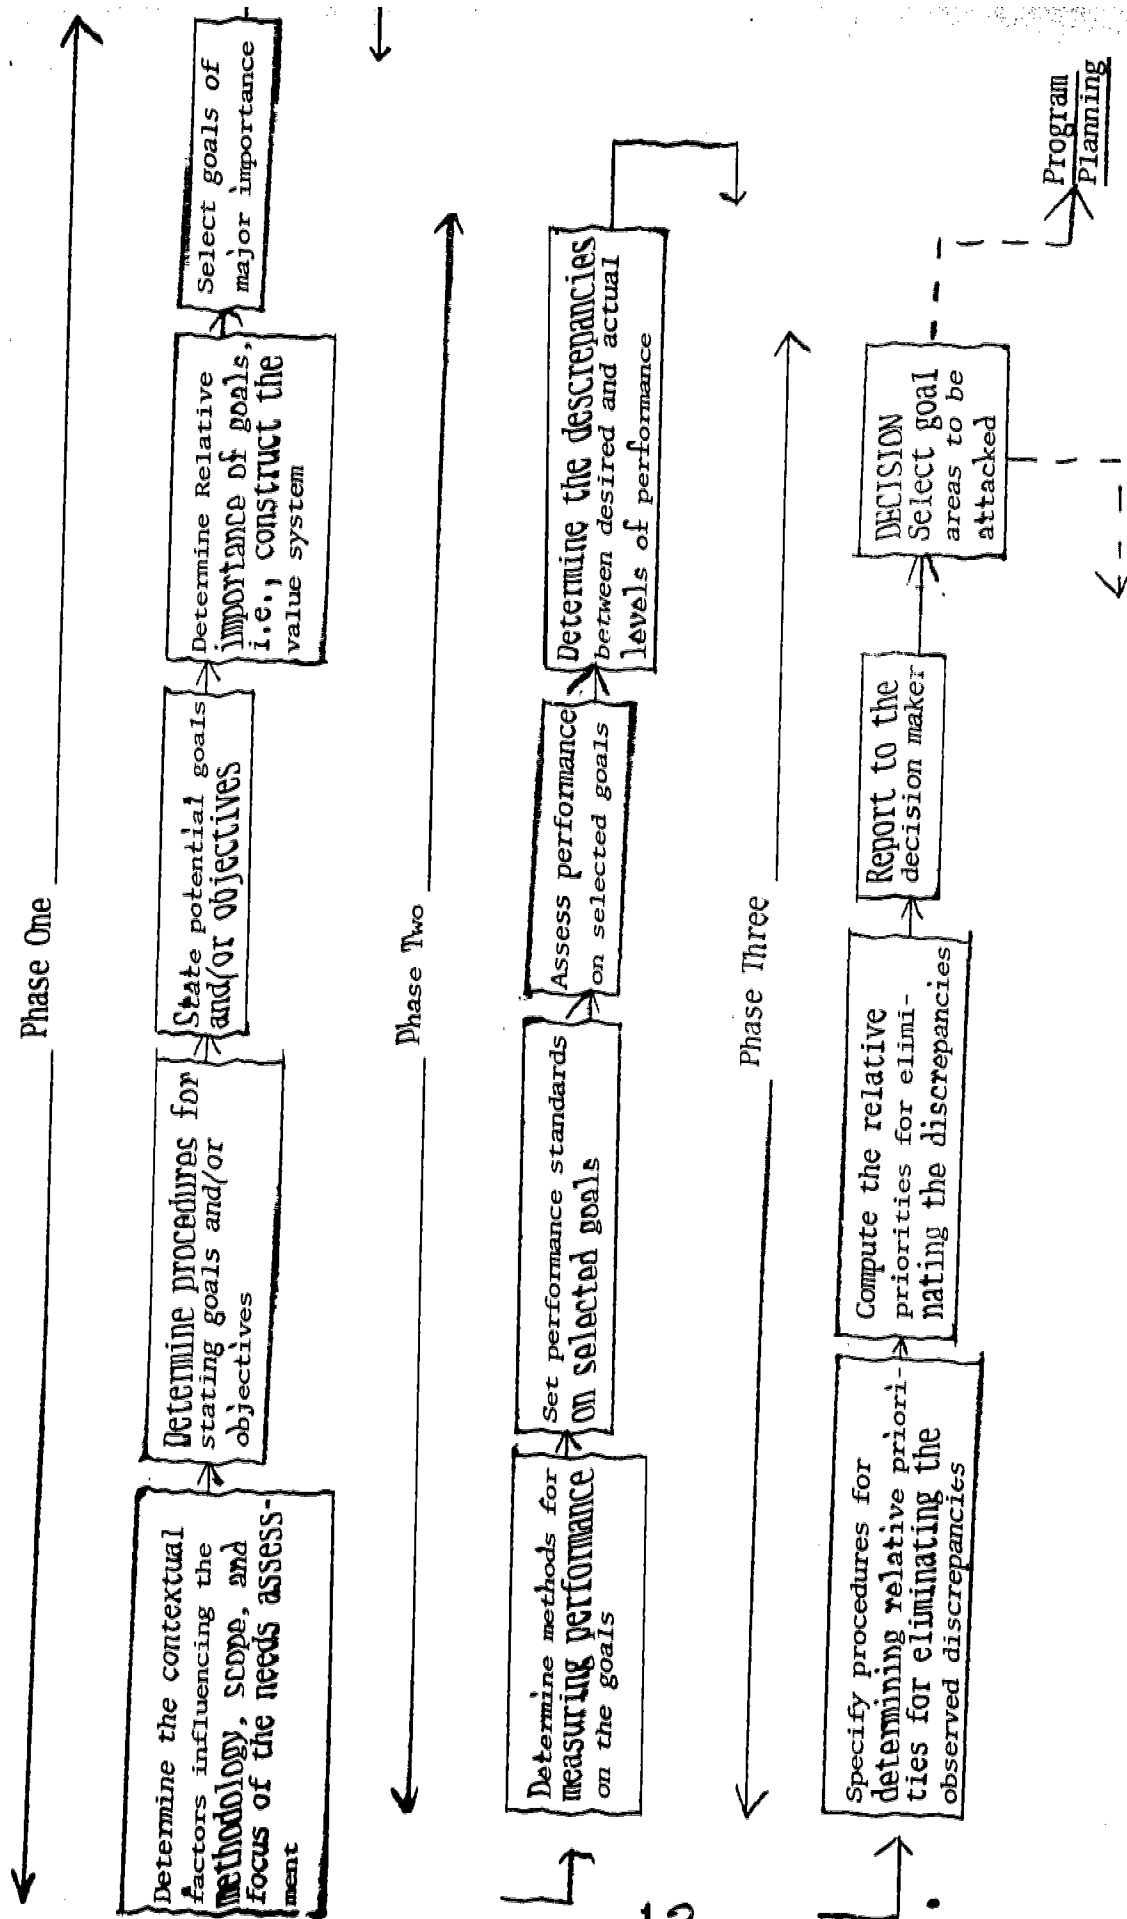 Phase One
Determine the contextual
factors influencing the
methodology, scope, and
focus of the needs assess-
ment
Determine procedures for
stating goals and/or
objectives
State potential goals
and/or objectives
Determine Relative
importance of goals,
i.e., construct the
value system
Select goals of
major importance
Phase Two
Determine methods for
measuring performance
on the goals
Set performance standards
on selected goals
Assess performance
on selected goals
Determine the descrepancies
between desired and actual
levels of performance
Phase Three
Specify procedures for
determining relative priori-
ties for eliminating the
observed discrepancies
Compute the relative
priorities for elimi-
nating the discrepancies
Report to the
decision maker
DECISION
Select goal
areas to be
attacked
Program
Planning